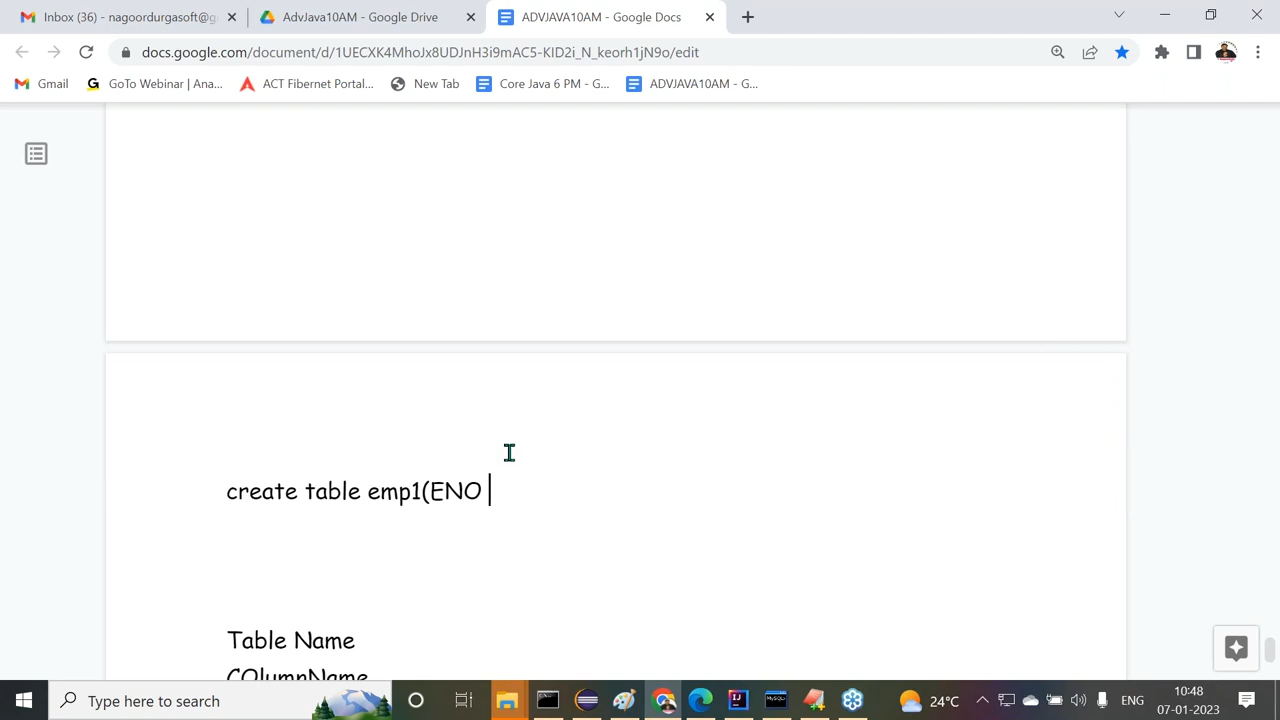 Inbox (36) - nagoordurgasoft@g
AdvJava10AM - Google Drive
ADVJAVA10AM - Google Docs
docs.google.com/document/d/1UECXK4MhoJx8UDJnH3i9mAC5-KID2i_N_keorh1jN9o/edit
Gmail
GoTo Webinar | Ana...
ACT Fibernet Portal...
New Tab
Core Java 6 PM - G...
ADVJAVA10AM - G...
create table emp1(ENO
Table Name
COlumnName
Type here to search
24°C
ENG
10:48
07-01-2023